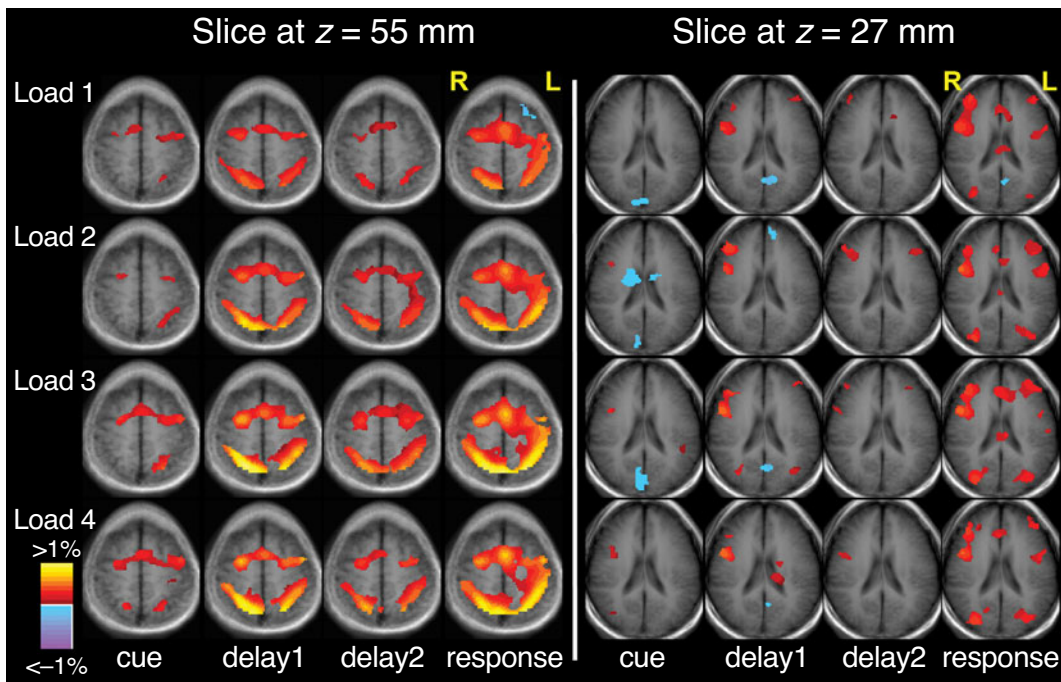 Slice at z = 55 mm
Slice at z = 27 mm
R L
R L
Load 1
Load 2
Load 3
Load 4
>1%
<–1%
cue delay1 delay2 response
cue delay1 delay2 response